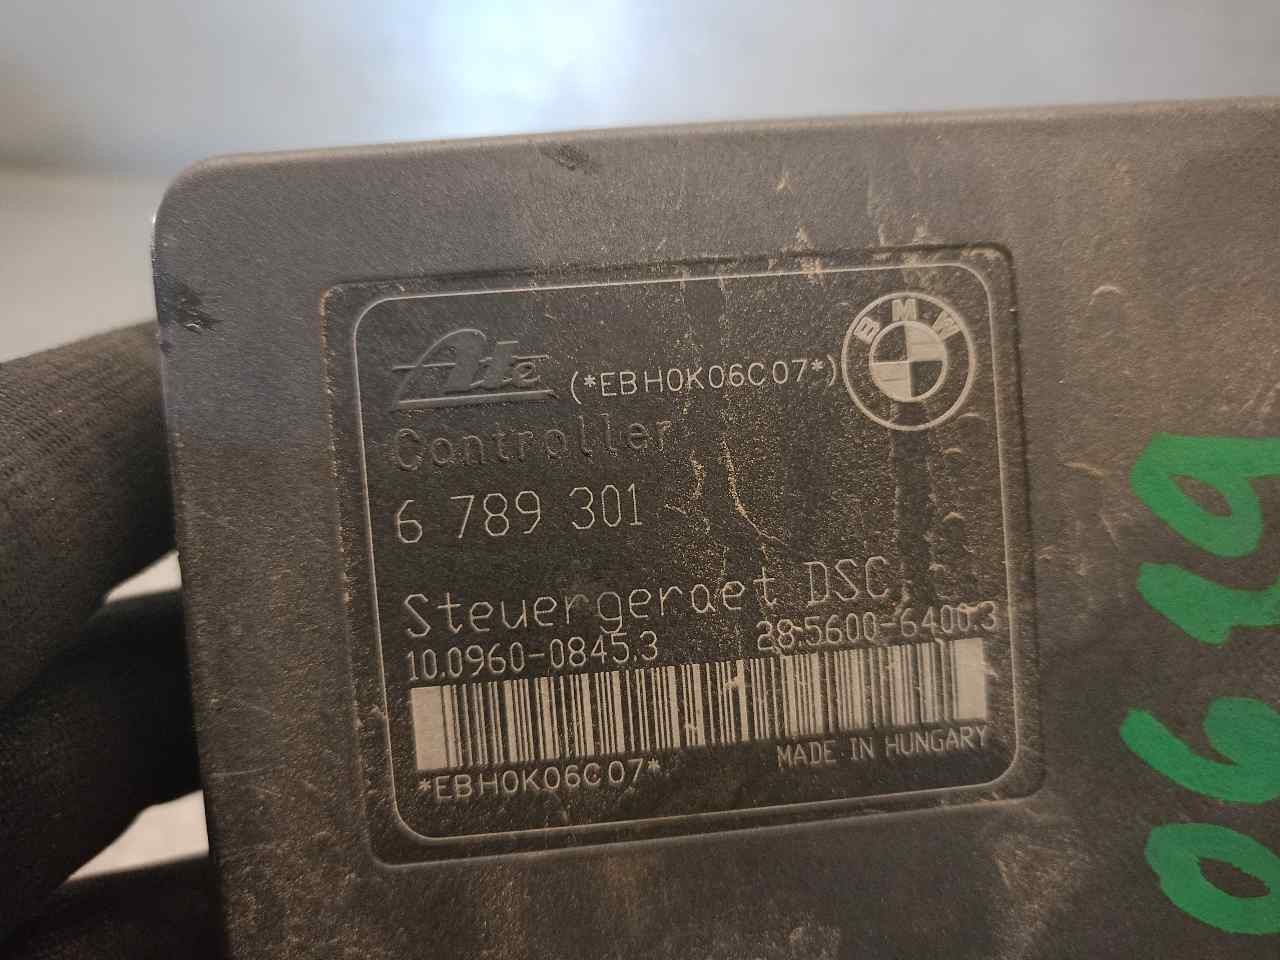 Ate (*EBH0K06C07*) BMW
Controller
6 789 301
Steuergeraet DSC
10.0960-0845.3 28.5600-6400.3
MADE IN HUNGARY
*EBH0K06C07*